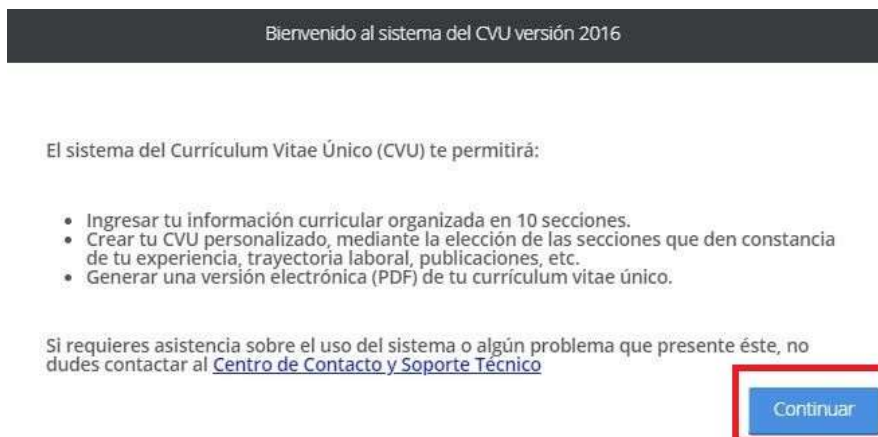 Bienvenido al sistema del CVU versión 2016
El sistema del Currículum Vitae Único (CVU) te permitirá:
• Ingresar tu información curricular organizada en 10 secciones.
• Crear tu CVU personalizado, mediante la elección de las secciones que den constancia
de tu experiencia, trayectoria laboral, publicaciones, etc.
• Generar una versión electrónica (PDF) de tu currículum vitae único.
Si requieres asistencia sobre el uso del sistema o algún problema que presente éste, no
dudes contactar al Centro de Contacto y Soporte Técnico
Continuar